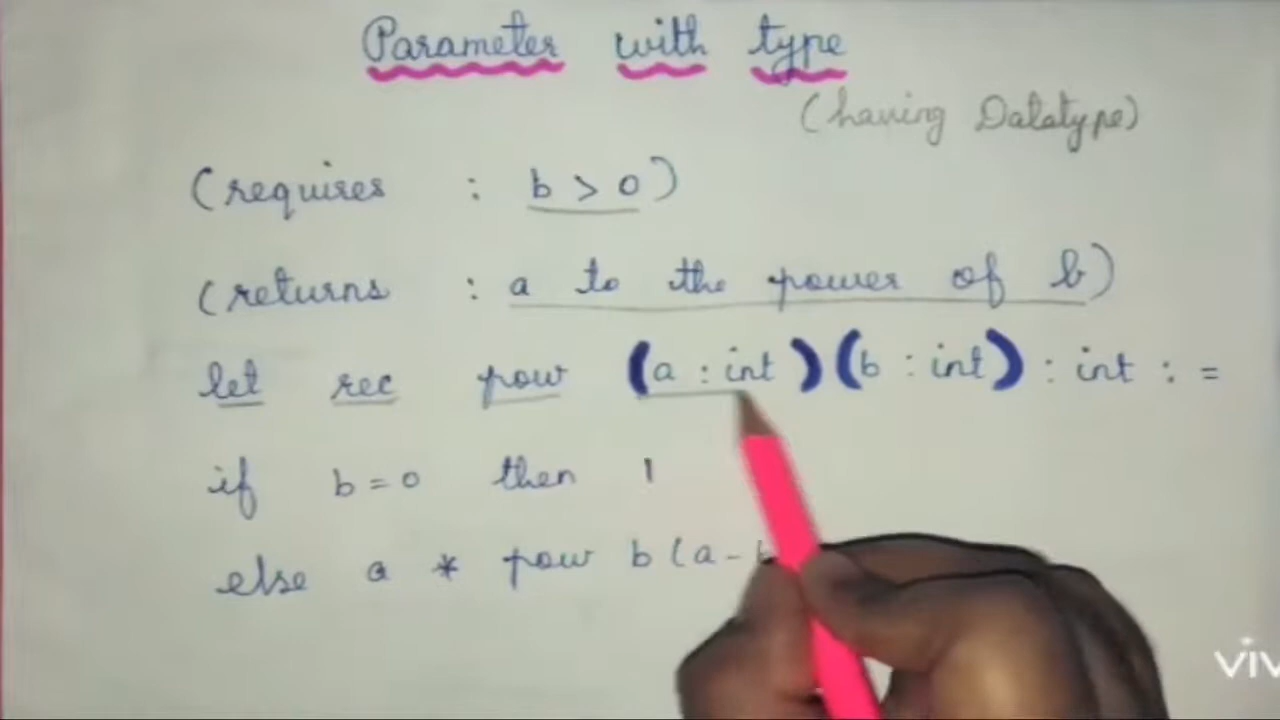 Parameter with type
(having Datatype)
(requires : b > 0)
(returns : a to the power of b)
let rec pow (a : int) (b : int) : int : =
if b = 0 then 1
else a * pow b (a -
VIV